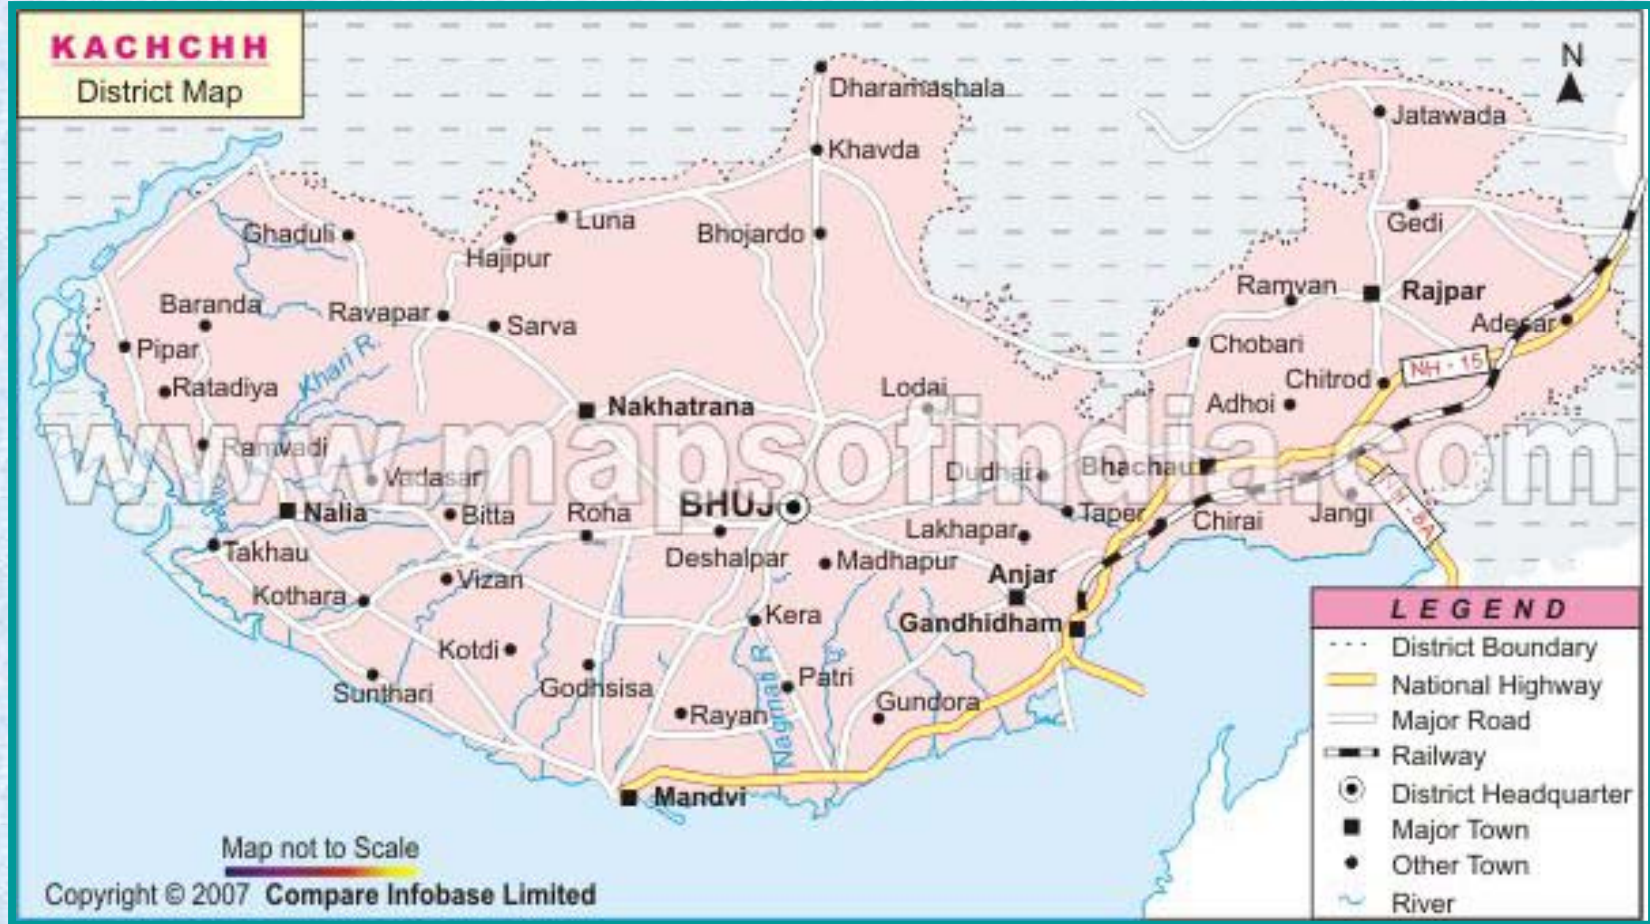 KACHCHH
District Map
N
Dharamashala
Jatawada
Khavda
Luna
Gedi
Ghaduli
Bhojardo
Hajipur
Ramvan
Rajpar
Baranda
Ravapar
Sarva
Adesar
Pipar
Chobari
Khari R.
NH - 15
Ratadiya
Chitrod
Lodai
Nakhatrana
Adhoi
www.mapsofindia.com
Ramvadi
Vadasar
Dudhai
Bhachau
BHUJ
Nalia
Bitta
Roha
Taper
Chirai
Jangi
NH - 8A
Lakhapar
Takhau
Deshalpar
Madhapur
Vizan
Anjar
Kothara
Kera
Gandhidham
Kotdi
Nagmati R.
Patri
Sunthari
Godhsisa
Rayan
Gundora
Mandvi
LEGEND
District Boundary
National Highway
Major Road
Railway
District Headquarter
Major Town
Other Town
River
Map not to Scale
Copyright © 2007 Compare Infobase Limited